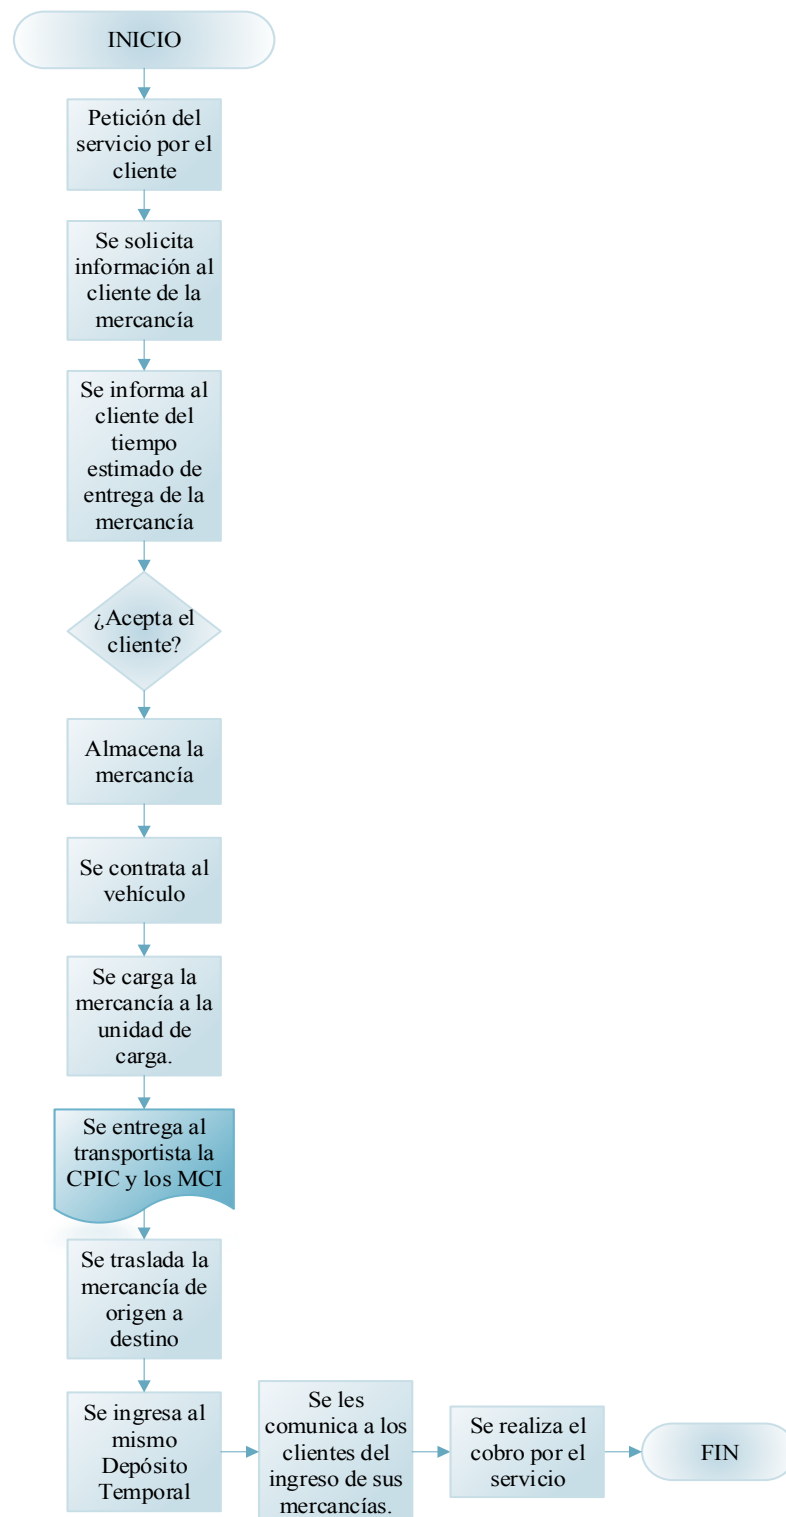 INICIO
Petición del
servicio por el
cliente
Se solicita
información al
cliente de la
mercancía
Se informa al
cliente del
tiempo
estimado de
entrega de la
mercancía
¿Acepta el
cliente?
Almacena la
mercancía
Se contrata al
vehículo
Se carga la
mercancía a la
unidad de
carga.
Se entrega al
transportista la
CPIC y los MCI
Se traslada la
mercancía de
origen a
destino
Se ingresa al
mismo
Depósito
Temporal
Se les
comunica a los
clientes del
ingreso de sus
mercancías.
Se realiza el
cobro por el
servicio
FIN